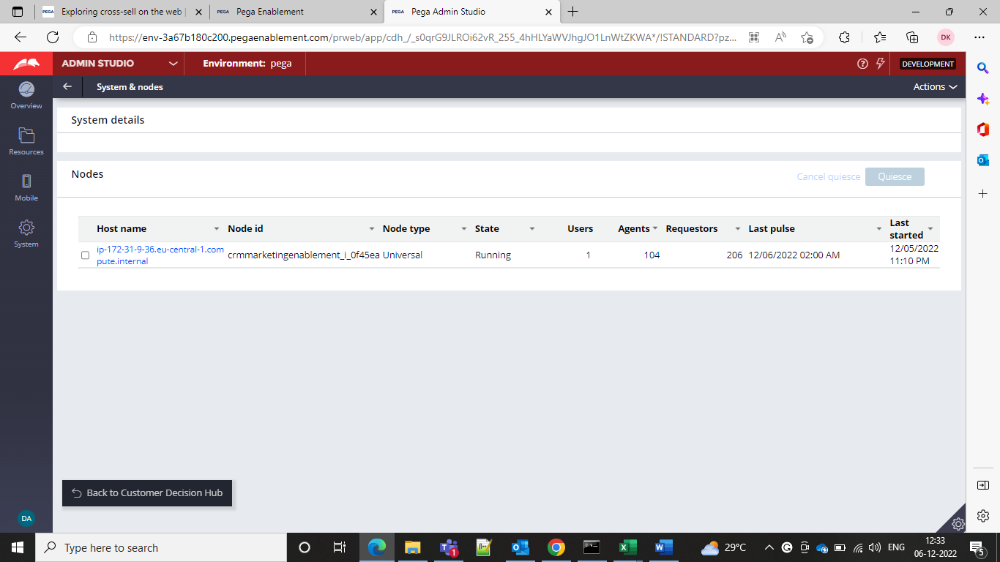 Exploring cross-sell on the web
PEGA Pega Enablement
PEGA Pega Admin Studio
https://env-3a67b180c200.pegaenablement.com/prweb/app/cdh_/_s0qrG9JLROi62vR_255_4hHLYaWVJhgJO1LnWtZKWA*/!STANDARD?pz...
DK
ADMIN STUDIO
Environment: pega
DEVELOPMENT
System & nodes
Actions
Overview
Resources
Mobile
System
DA
System details
Nodes
Cancel quiesce
Quiesce
Host name Node id Node type State Users Agents Requestors Last pulse Last started
ip-172-31-9-36.eu-central-1.compute.internal crmmarketingenablement_i_0f45ea Universal Running 1 104 206 12/06/2022 02:00 AM 12/05/2022 11:10 PM
Back to Customer Decision Hub
Type here to search
1
29°C
ENG
12:33
06-12-2022
5